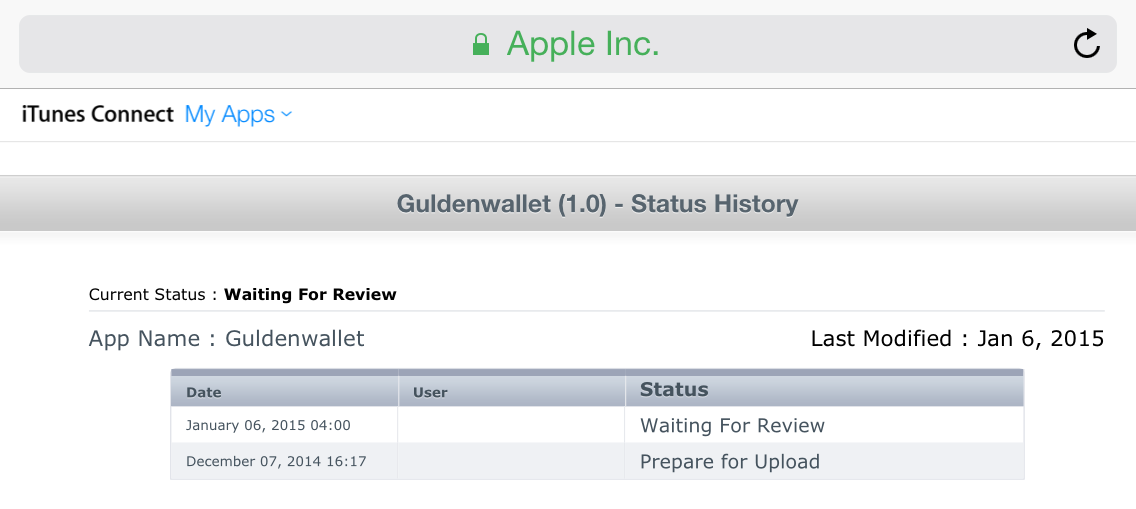 Apple Inc.
iTunes Connect My Apps
Guldenwallet (1.0) - Status History
Current Status : Waiting For Review
App Name : Guldenwallet Last Modified : Jan 6, 2015
Date User Status
January 06, 2015 04:00 Waiting For Review
December 07, 2014 16:17 Prepare for Upload